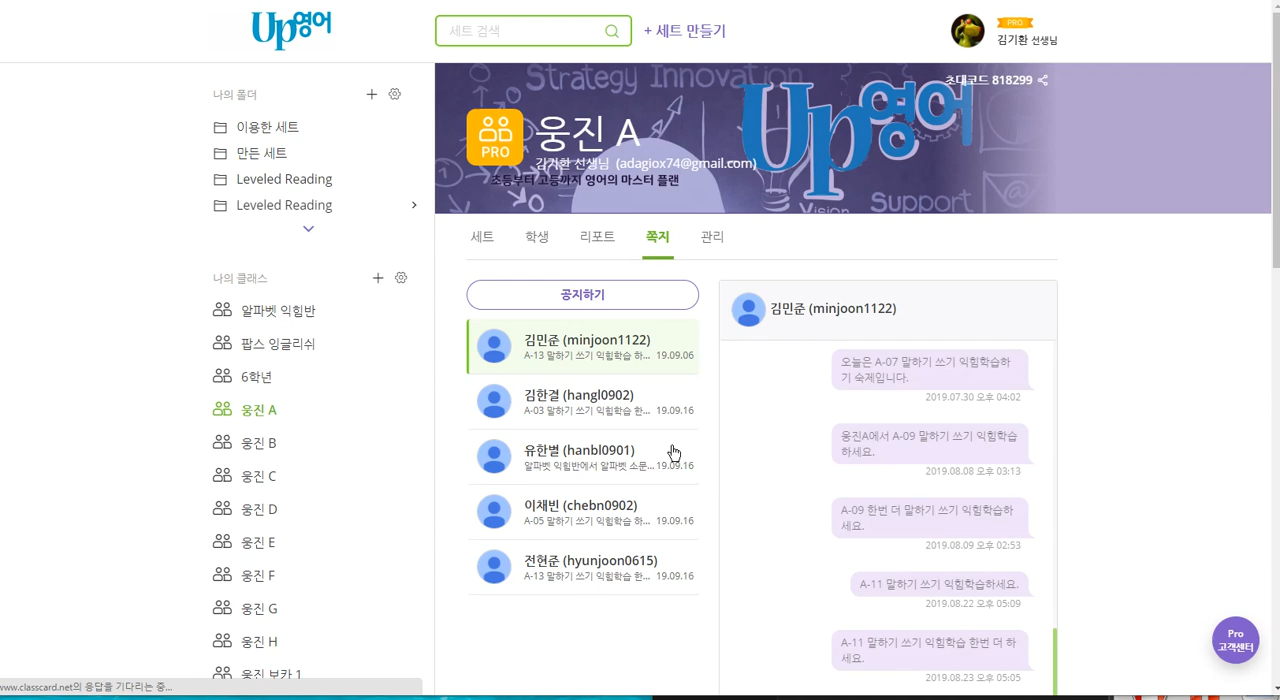 Up영어
세트 검색
+ 세트 만들기
PRO
김기환 선생님
나의 폴더
이용한 세트
만든 세트
Leveled Reading
Leveled Reading
나의 클래스
알파벳 익힘반
팝스 잉글리쉬
6학년
웅진 A
웅진 B
웅진 C
웅진 D
웅진 E
웅진 F
웅진 G
웅진 H
웅진 보카 1
www.classcard.net의 응답을 기다리는 중...
Strategy Innovation
초대코드 818299
Up영어
PRO
웅진 A
김기환 선생님 (adagiox74@gmail.com)
초등부터 고등까지 영어의 마스터 플랜
Vision
Support
세트
학생
리포트
쪽지
관리
공지하기
김민준 (minjoon1122)
A-13 말하기 쓰기 익힘학습 하... 19.09.06
김한결 (hangl0902)
A-03 말하기 쓰기 익힘학습 한... 19.09.16
유한별 (hanbl0901)
알파벳 익힘반에서 알파벳 소문... 19.09.16
이채빈 (chebn0902)
A-05 말하기 쓰기 익힘학습 하... 19.09.16
전현준 (hyunjoon0615)
A-13 말하기 쓰기 익힘학습 한... 19.09.16
김민준 (minjoon1122)
오늘은 A-07 말하기 쓰기 익힘학습하
기 숙제입니다.
2019.07.30 오후 04:02
웅진A에서 A-09 말하기 쓰기 익힘학습
하세요.
2019.08.08 오후 03:13
A-09 한번 더 말하기 쓰기 익힘학습하
세요.
2019.08.09 오후 02:53
A-11 말하기 쓰기 익힘학습하세요.
2019.08.22 오후 05:09
A-11 말하기 쓰기 익힘학습 한번 더 하
세요.
2019.08.23 오후 05:05
Pro
고객센터